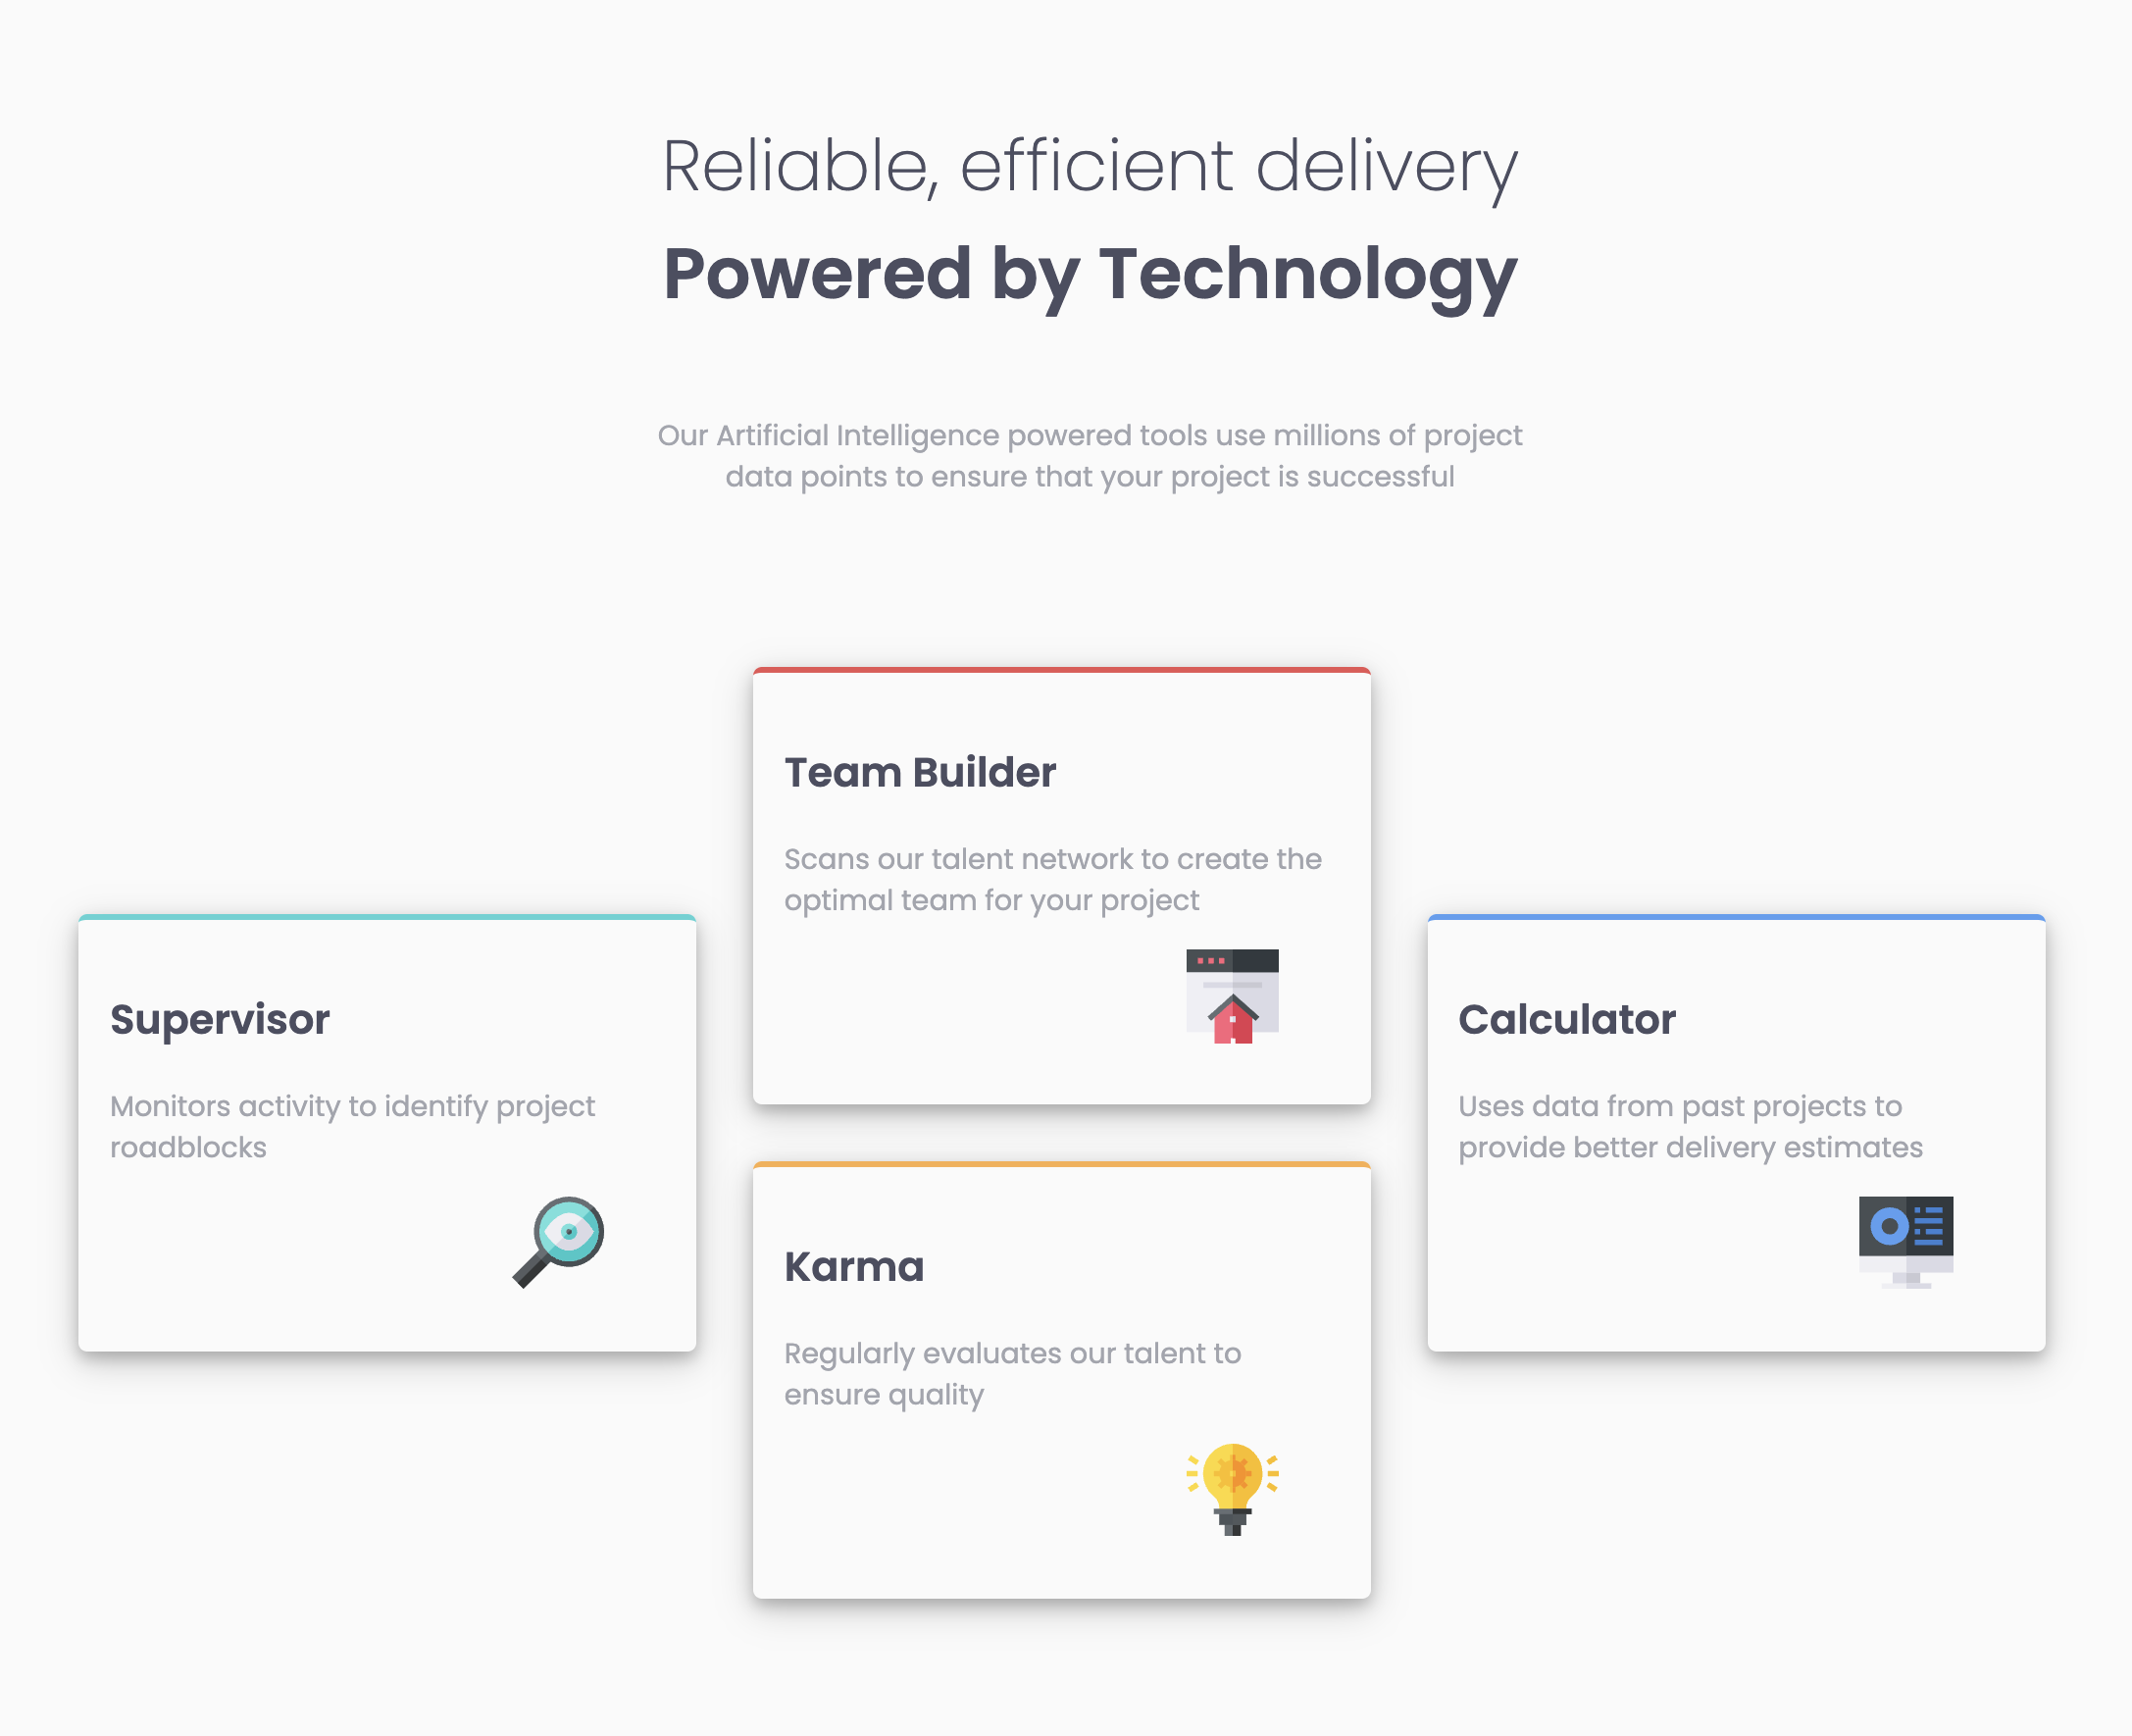 Reliable, efficient delivery
Powered by Technology
Our Artificial Intelligence powered tools use millions of project
data points to ensure that your project is successful
Supervisor
Monitors activity to identify project
roadblocks
Team Builder
Scans our talent network to create the
optimal team for your project
Karma
Regularly evaluates our talent to
ensure quality
Calculator
Uses data from past projects to
provide better delivery estimates